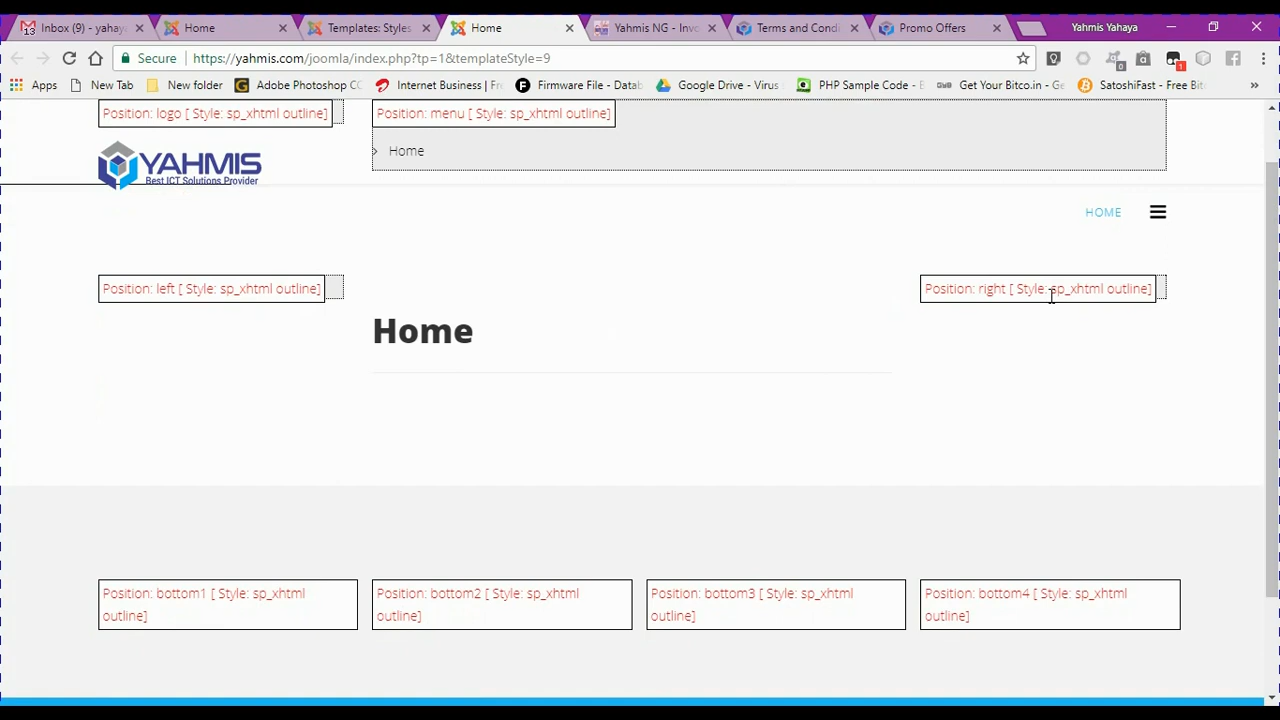 Inbox (9) - yahay
Home
Templates: Styles
Home
Yahmis NG - Invo
Terms and Condi
Promo Offers
Yahmis Yahaya
Secure
https://yahmis.com/joomla/index.php?tp=1&templateStyle=9
Apps
New Tab
New folder
Adobe Photoshop CC
Internet Business | Fr
Firmware File -
Google Drive - Virus
PHP Sample Code - E
Get Your Bitco.in - Ge
SatoshiFast - Free Bit
»
Position: logo [ Style: sp_xhtml outline]
Position: menu [ Style: sp_xhtml outline]
Home
YAHMIS
Best ICT Solutions Provider
HOME
Position: left [ Style: sp_xhtml outline]
Position: right [ Style: sp_xhtml outline]
Home
Position: bottom1 [ Style: sp_xhtml
outline]
Position: bottom2 [ Style: sp_xhtml
outline]
Position: bottom3 [ Style: sp_xhtml
outline]
Position: bottom4 [ Style: sp_xhtml
outline]